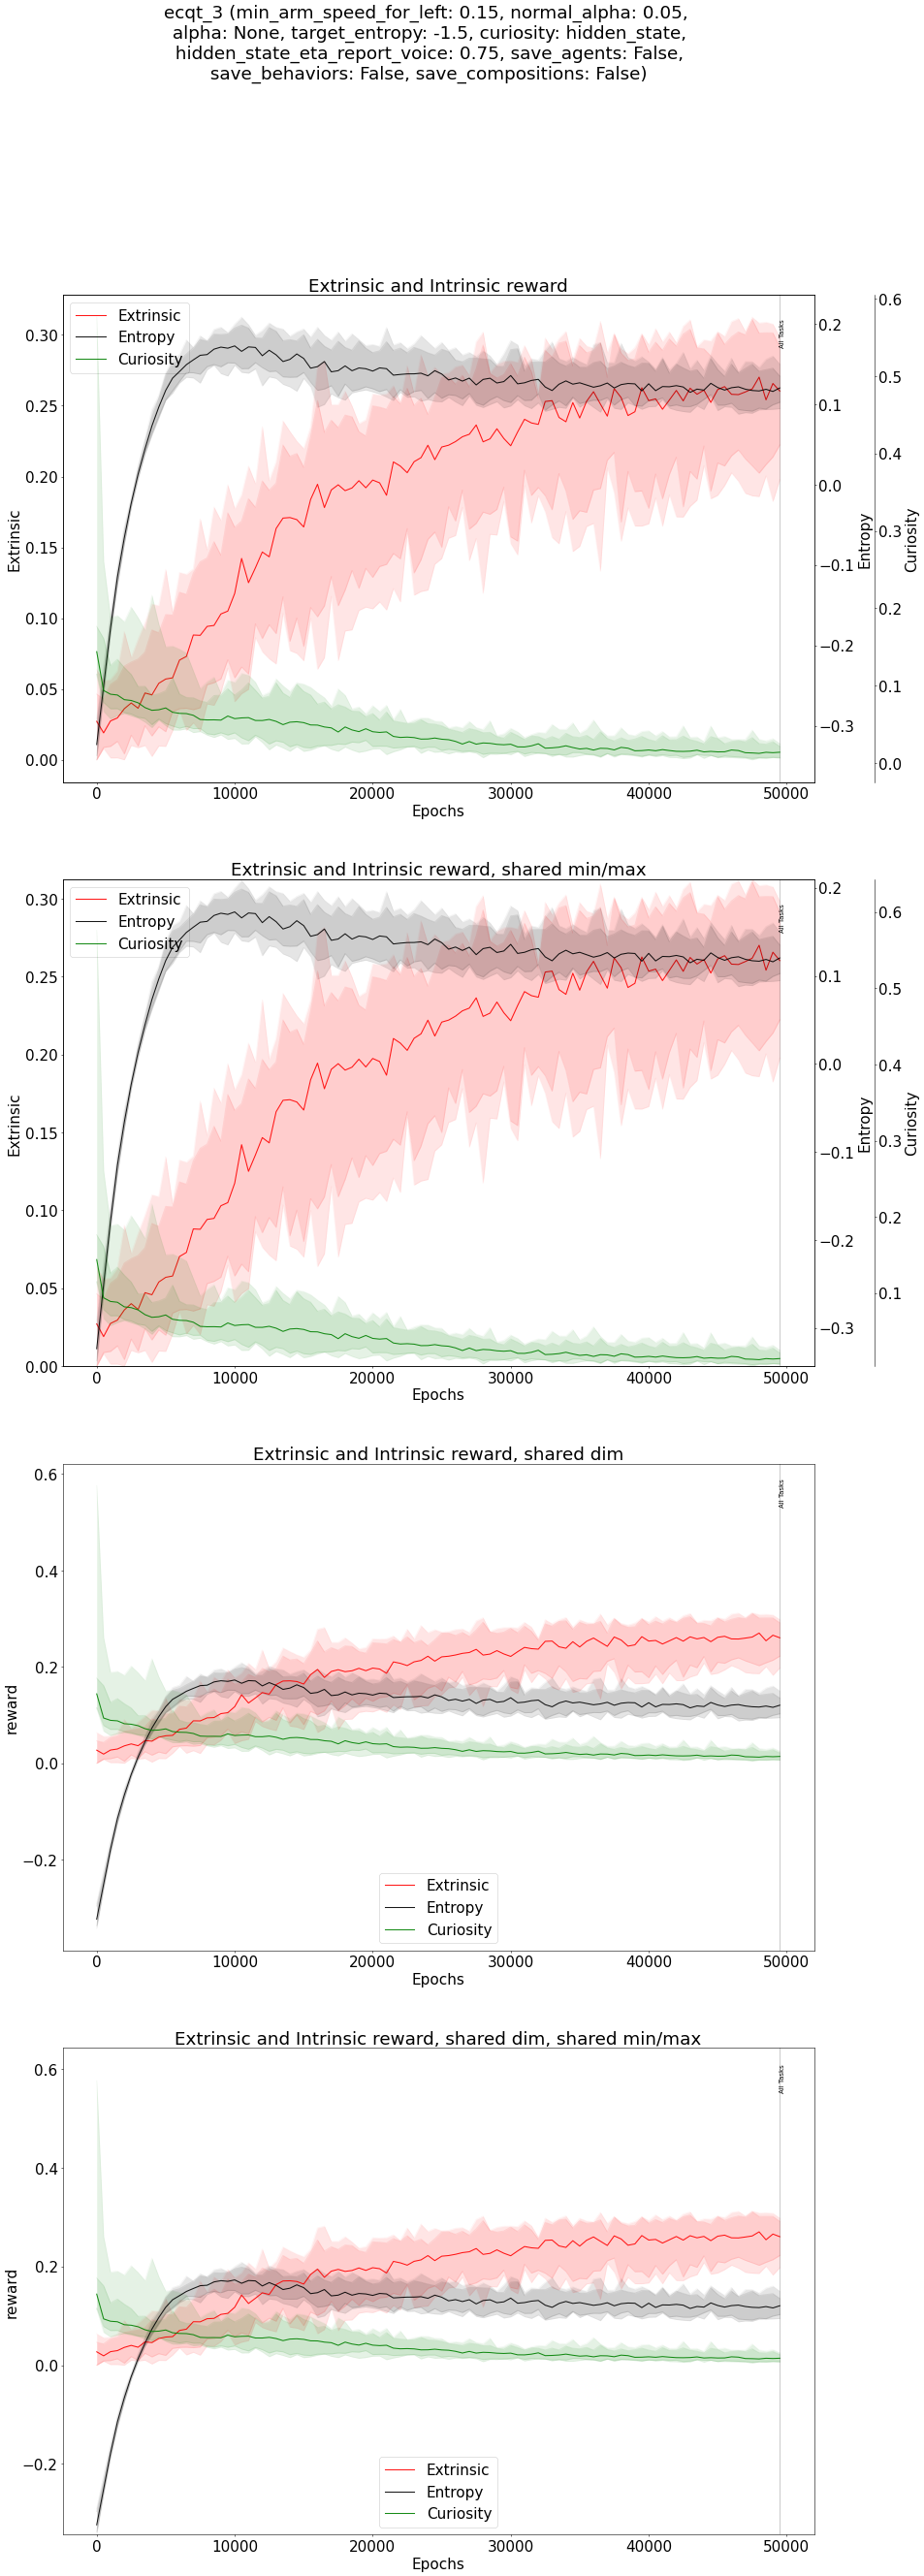 ecqt_3 (min_arm_speed_for_left: 0.15, normal_alpha: 0.05,
alpha: None, target_entropy: -1.5, curiosity: hidden_state,
hidden_state_eta_report_voice: 0.75, save_agents: False,
save_behaviors: False, save_compositions: False)
Extrinsic and Intrinsic reward
Extrinsic
Entropy
Curiosity
All Tasks
0.30
0.25
0.20
0.15
0.10
0.05
0.00
Extrinsic
0.2
0.1
0.0
−0.1
−0.2
−0.3
Entropy
0.6
0.5
0.4
0.3
0.2
0.1
0.0
Curiosity
0 10000 20000 30000 40000 50000
Epochs
Extrinsic and Intrinsic reward, shared min/max
Extrinsic
Entropy
Curiosity
All Tasks
0.30
0.25
0.20
0.15
0.10
0.05
0.00
Extrinsic
0.2
0.1
0.0
−0.1
−0.2
−0.3
Entropy
0.6
0.5
0.4
0.3
0.2
0.1
Curiosity
0 10000 20000 30000 40000 50000
Epochs
Extrinsic and Intrinsic reward, shared dim
All Tasks
0.6
0.4
0.2
0.0
−0.2
reward
Extrinsic
Entropy
Curiosity
0 10000 20000 30000 40000 50000
Epochs
Extrinsic and Intrinsic reward, shared dim, shared min/max
All Tasks
0.6
0.4
0.2
0.0
−0.2
reward
Extrinsic
Entropy
Curiosity
0 10000 20000 30000 40000 50000
Epochs